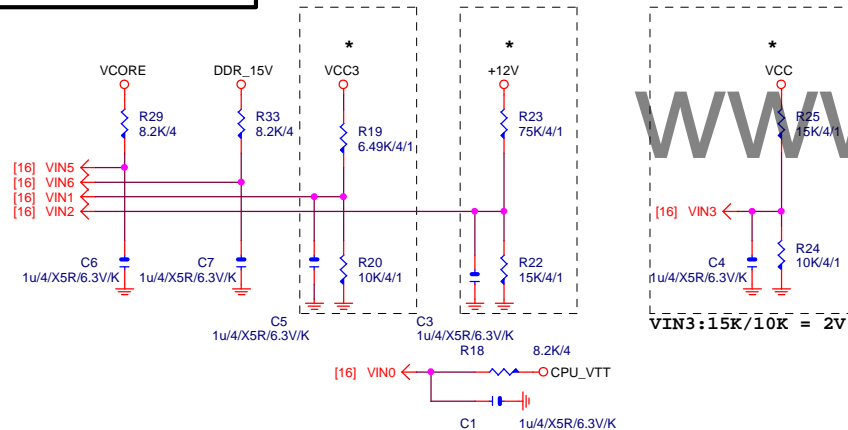 *
*
*
VCORE
DDR_15V
VCC3
+12V
VCC
www
R29
8.2K/4
R33
8.2K/4
R19
6.49K/4/1
R23
75K/4/1
R25
15K/4/1
[16] VIN5
[16] VIN6
[16] VIN1
[16] VIN2
[16] VIN3
C6
1u/4/X5R/6.3V/K
C7
1u/4/X5R/6.3V/K
R20
10K/4/1
R22
15K/4/1
C4
1u/4/X5R/6.3V/K
R24
10K/4/1
C5
1u/4/X5R/6.3V/K
C3
1u/4/X5R/6.3V/K
VIN3:15K/10K = 2V
R18
8.2K/4
[16] VIN0
CPU_VTT
C1
1u/4/X5R/6.3V/K